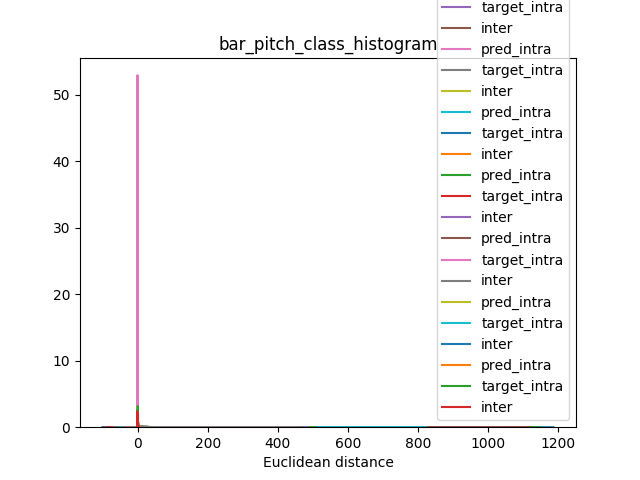 target_intra
inter
bar_pitch_class_histogram
pred_intra
target_intra
inter
pred_intra
target_intra
inter
pred_intra
target_intra
inter
pred_intra
target_intra
inter
pred_intra
target_intra
inter
pred_intra
target_intra
inter
50
40
30
20
10
0
0 200 400 600 800 1000 1200
Euclidean distance